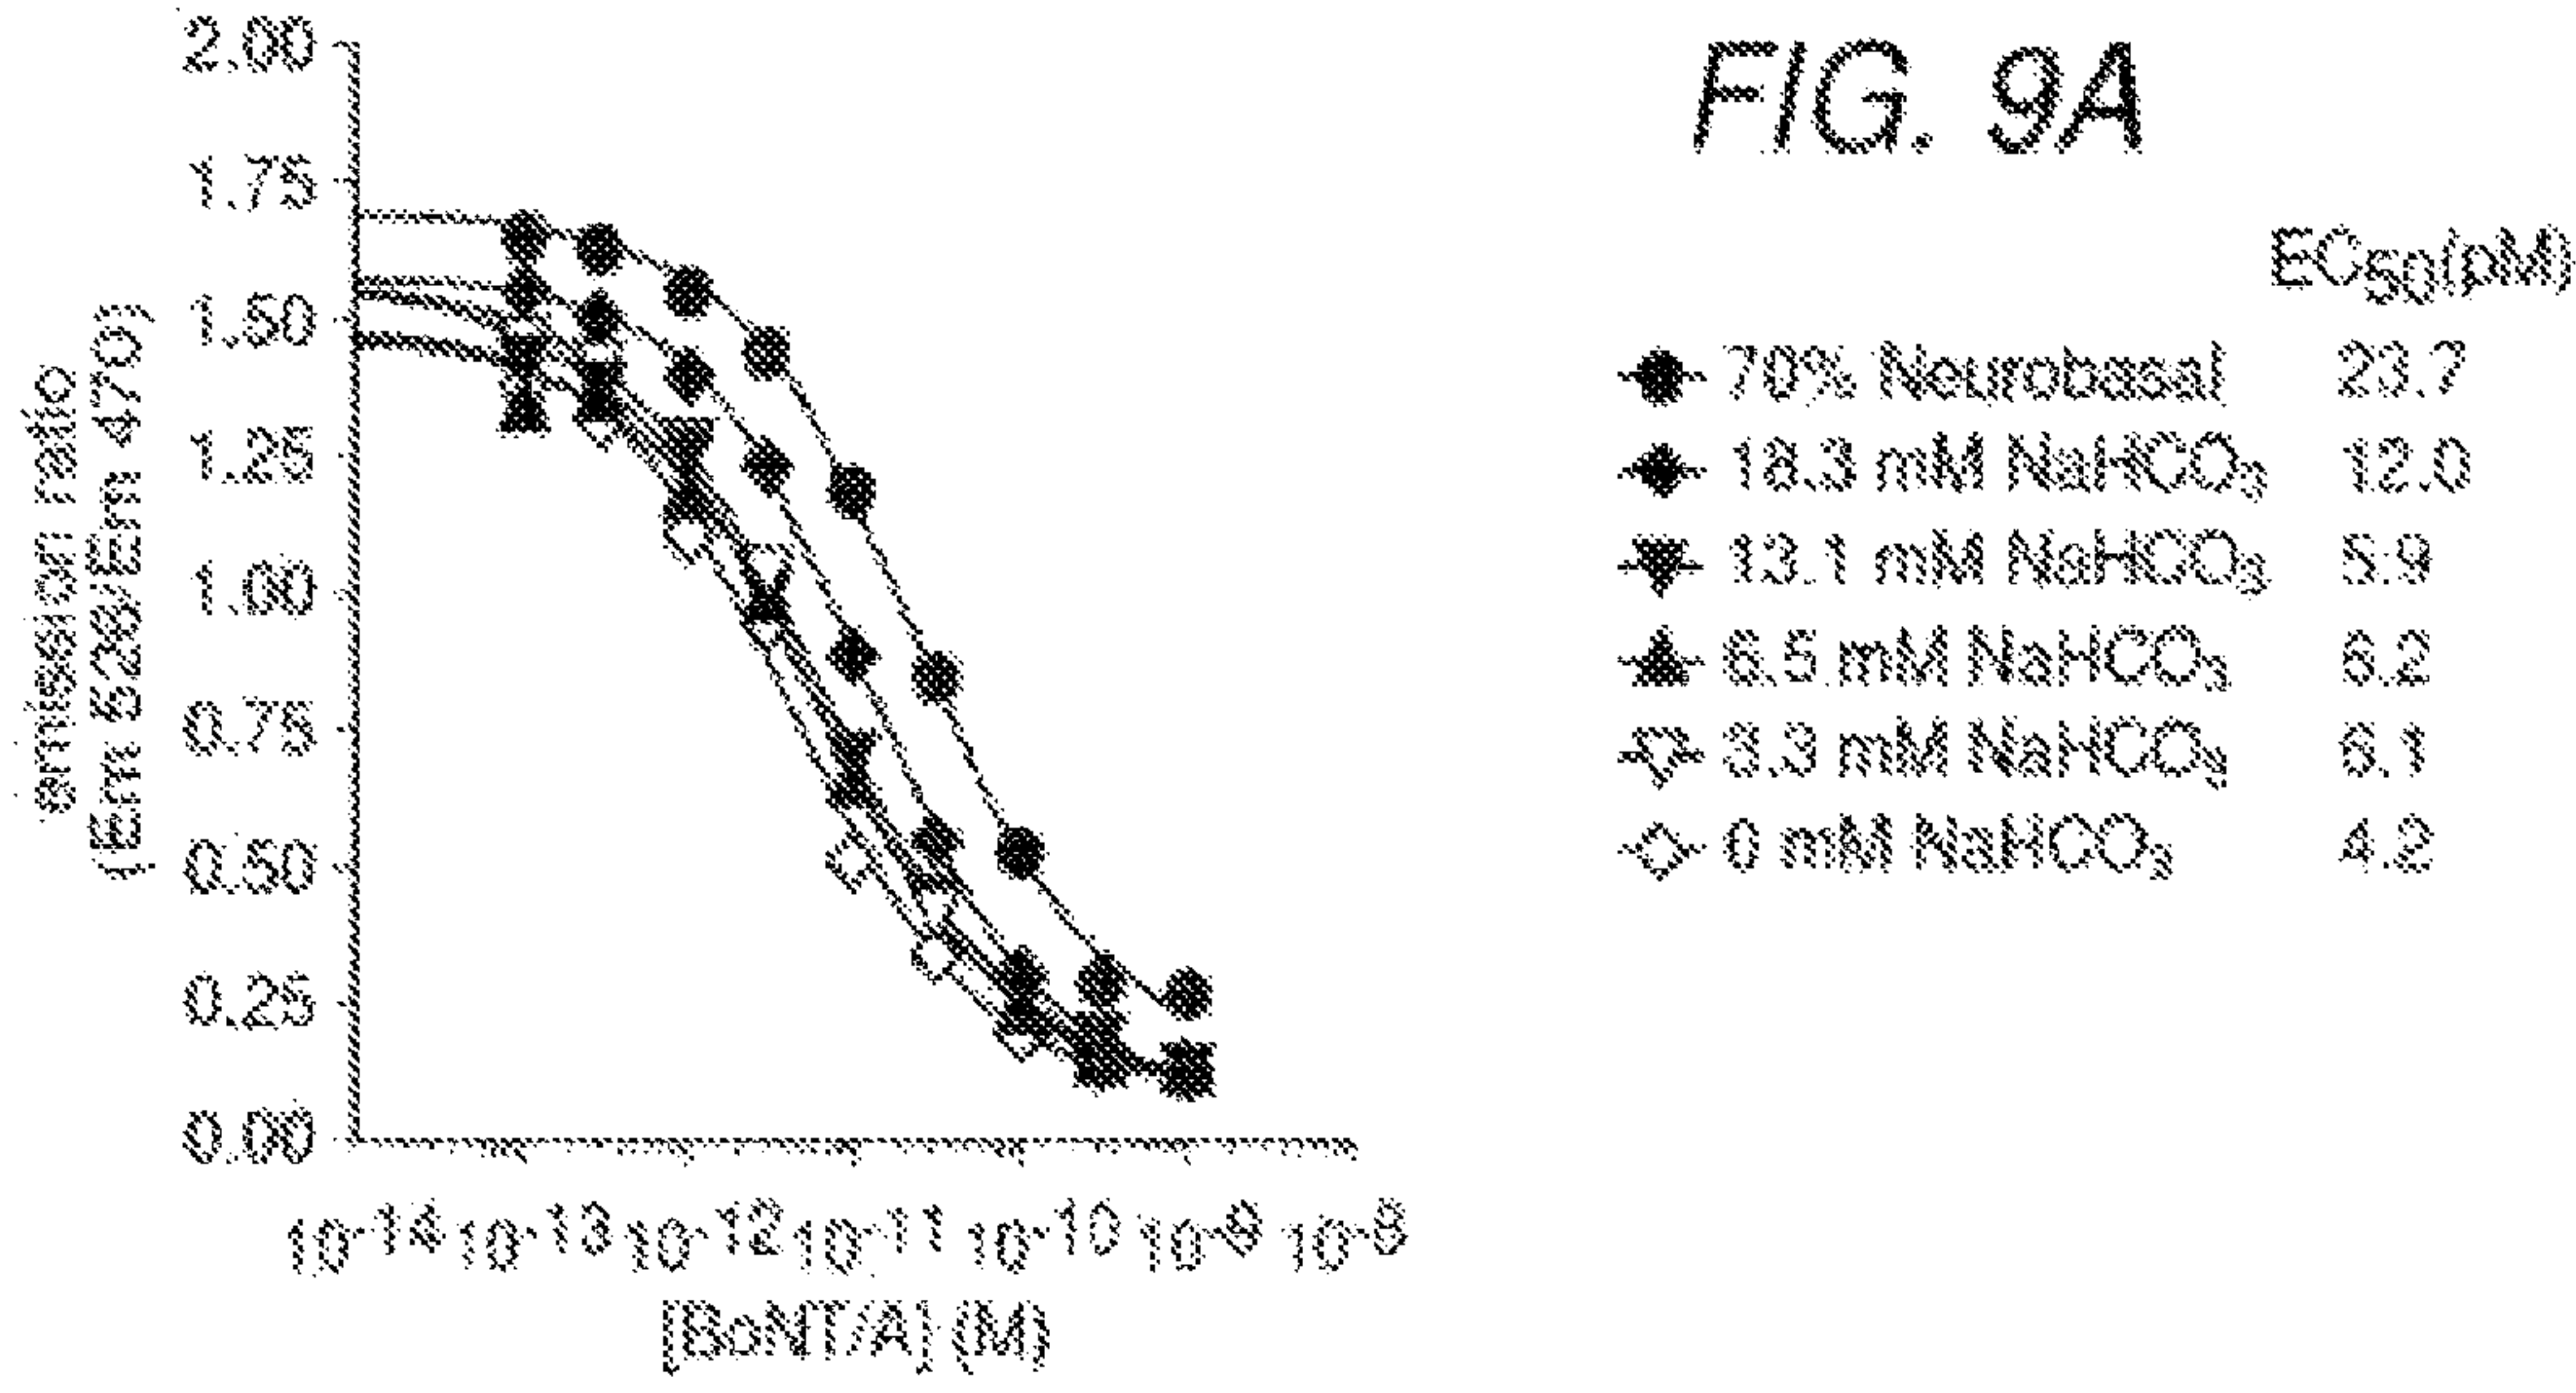 FIG. 9A
2.00
1.75
1.50
1.25
1.00
0.75
0.50
0.25
0.00
emission ratio
(Em 526/Em 470)
10-14 10-13 10-12 10-11 10-10 10-9 10-8
[BoNT/A] (M)
EC50(pM)
70% Neurobasal 23.7
18.3 mM NaHCO3 12.0
13.1 mM NaHCO3 5.9
6.5 mM NaHCO3 6.2
3.3 mM NaHCO3 6.1
0 mM NaHCO3 4.2